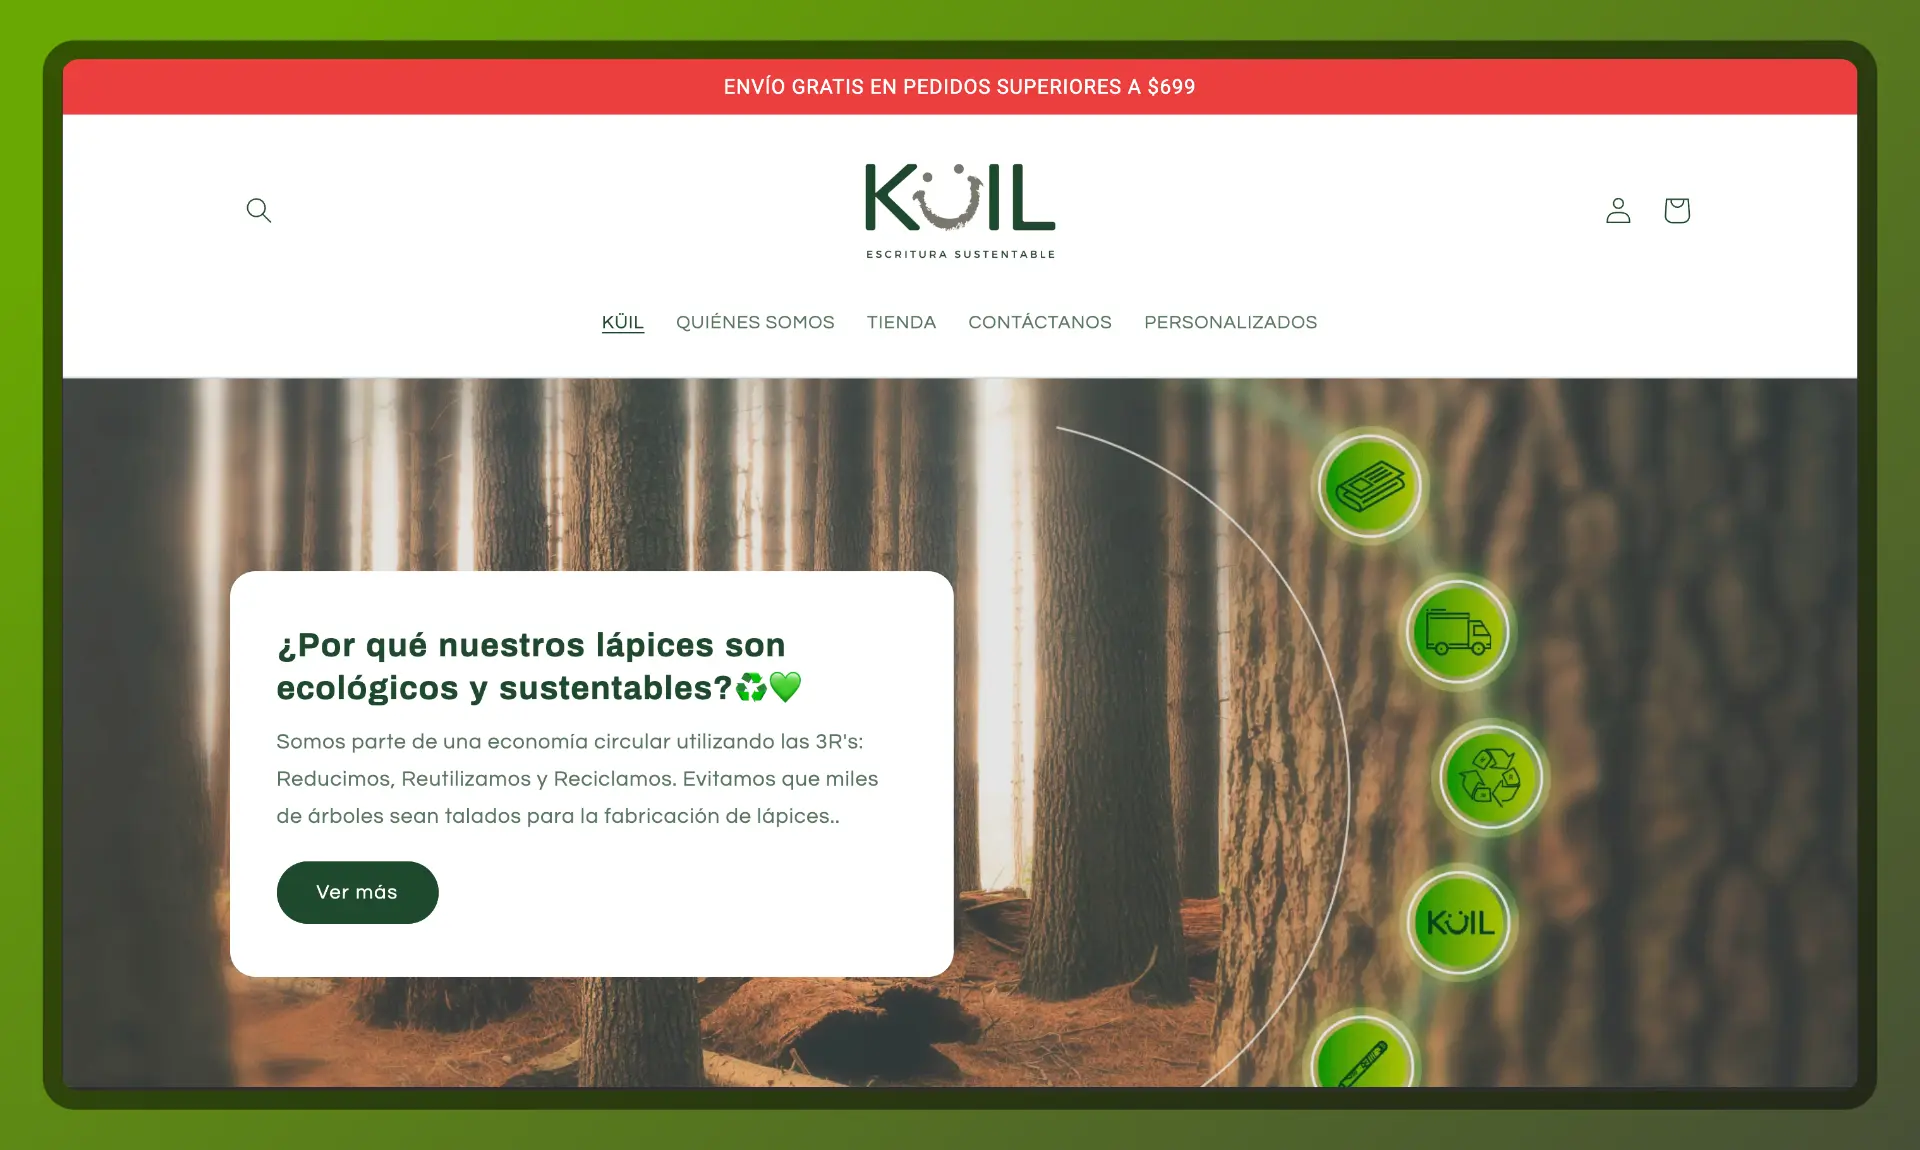 ENVÍO GRATIS EN PEDIDOS SUPERIORES A $699
KÜIL
ESCRITURA SUSTENTABLE
KÜIL QUIÉNES SOMOS TIENDA CONTÁCTANOS PERSONALIZADOS
¿Por qué nuestros lápices son
ecológicos y sustentables?♻️💚
Somos parte de una economía circular utilizando las 3R's:
Reducimos, Reutilizamos y Reciclamos. Evitamos que miles
de árboles sean talados para la fabricación de lápices..
Ver más
KÜIL